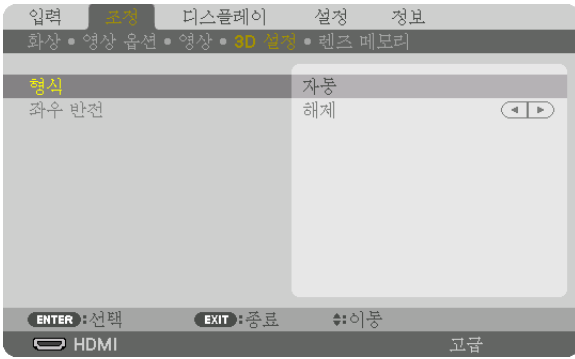 입력 조정 디스플레이 설정 정보
화상 • 영상 옵션 • 영상 • 3D 설정 • 렌즈 메모리
형식 자동
좌우 반전 해제
ENTER :선택 EXIT :종료 :이동
HDMI 고급